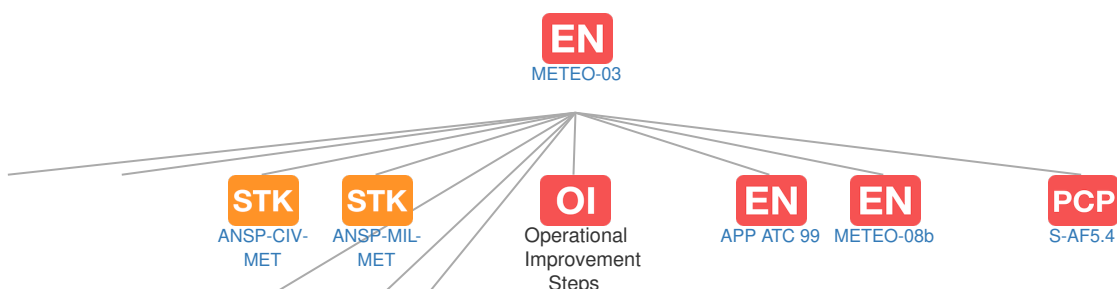 EN
METEO-03
STK
STK
OI
EN
EN
PCP
ANSP-CIV-
MET
ANSP-MIL-
MET
Operational
Improvement
Steps
APP ATC 99
METEO-08b
S-AF5.4